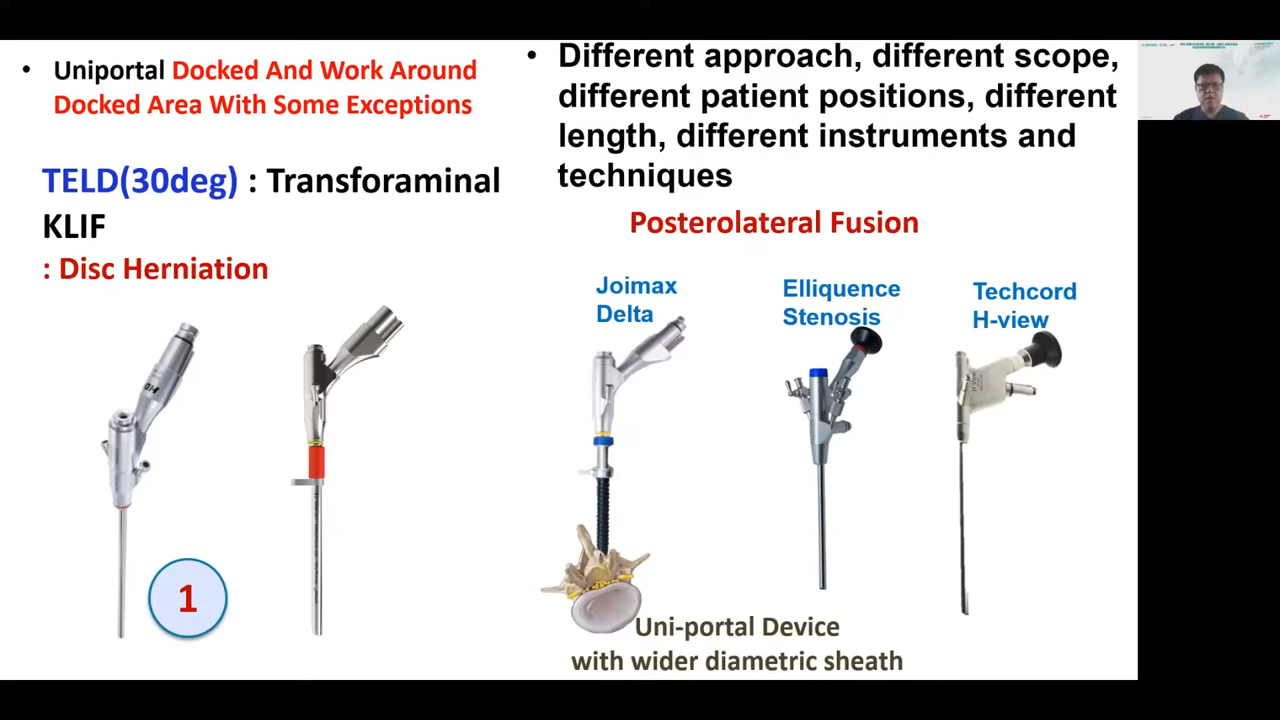 • Uniportal Docked And Work Around
Docked Area With Some Exceptions
TELD(30deg) : Transforaminal
KLIF
: Disc Herniation
1
• Different approach, different scope,
different patient positions, different
length, different instruments and
techniques
Posterolateral Fusion
Joimax
Delta
Elliquence
Stenosis
Techcord
H-view
Uni-portal Device
with wider diametric sheath